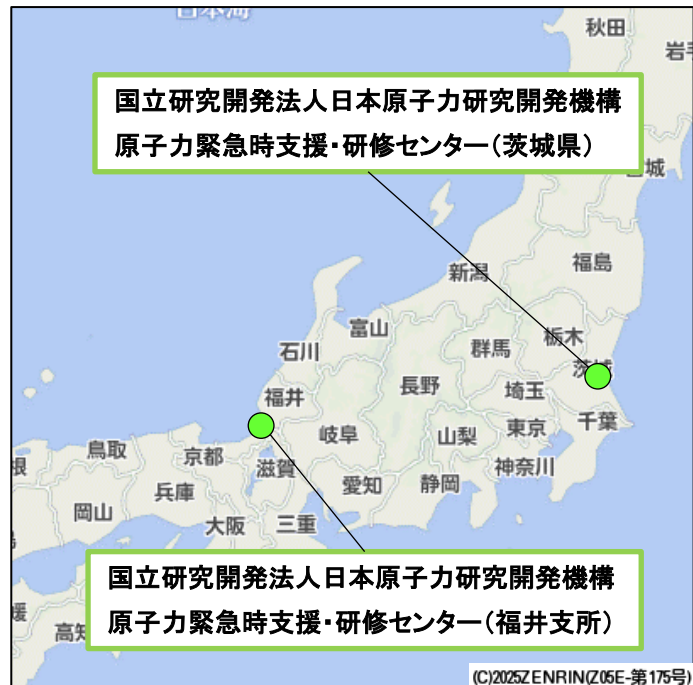 日本海
秋田
岩手
国立研究開発法人日本原子力研究開発機構
原子力緊急時支援・研修センター（茨城県）
宮城
福島
新潟
富山
栃木
石川
群馬
茨城
長野
埼玉
福井
千葉
岐阜
山梨
東京
鳥取
京都
滋賀
神奈川
兵庫
愛知
静岡
岡山
大阪
三重
国立研究開発法人日本原子力研究開発機構
原子力緊急時支援・研修センター（福井支所）
高知
(C)2025ZENRIN(Z05E-第175号)